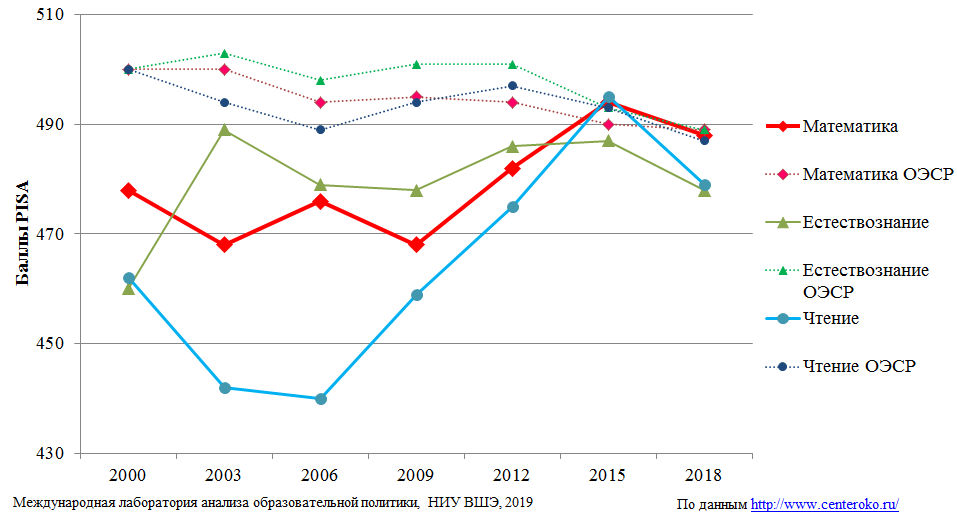 510
490
470
450
430
Баллы PISA
2000 2003 2006 2009 2012 2015 2018
Математика
Математика ОЭСР
Естествознание
Естествознание
ОЭСР
Чтение
Чтение ОЭСР
Международная лаборатория анализа образовательной политики, НИУ ВШЭ, 2019
По данным http://www.centeroko.ru/